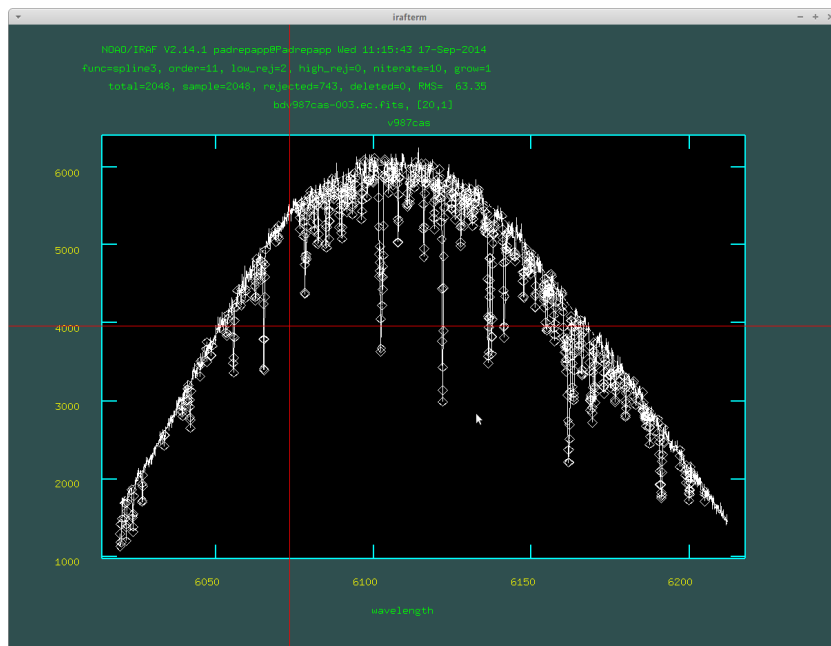 irafterm
NOAO/IRAF V2.14.1 padrepapp@Padrepapp Wed 11:15:43 17-Sep-2014
func=spline3, order=11, low_rej=2, high_rej=0, niterate=10, grow=1
total=2048, sample=2048, rejected=743, deleted=0, RMS= 63.35
bdv987cas-003.ec.fits, [20,1]
v987cas
6000
5000
4000
3000
2000
1000
6050 6100 6150 6200
wavelength